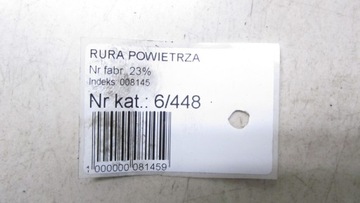 RURA POWIETRZA
Nr fabr. 23%
Indeks: 008145
Nr kat.: 6/448
1 000000 081459